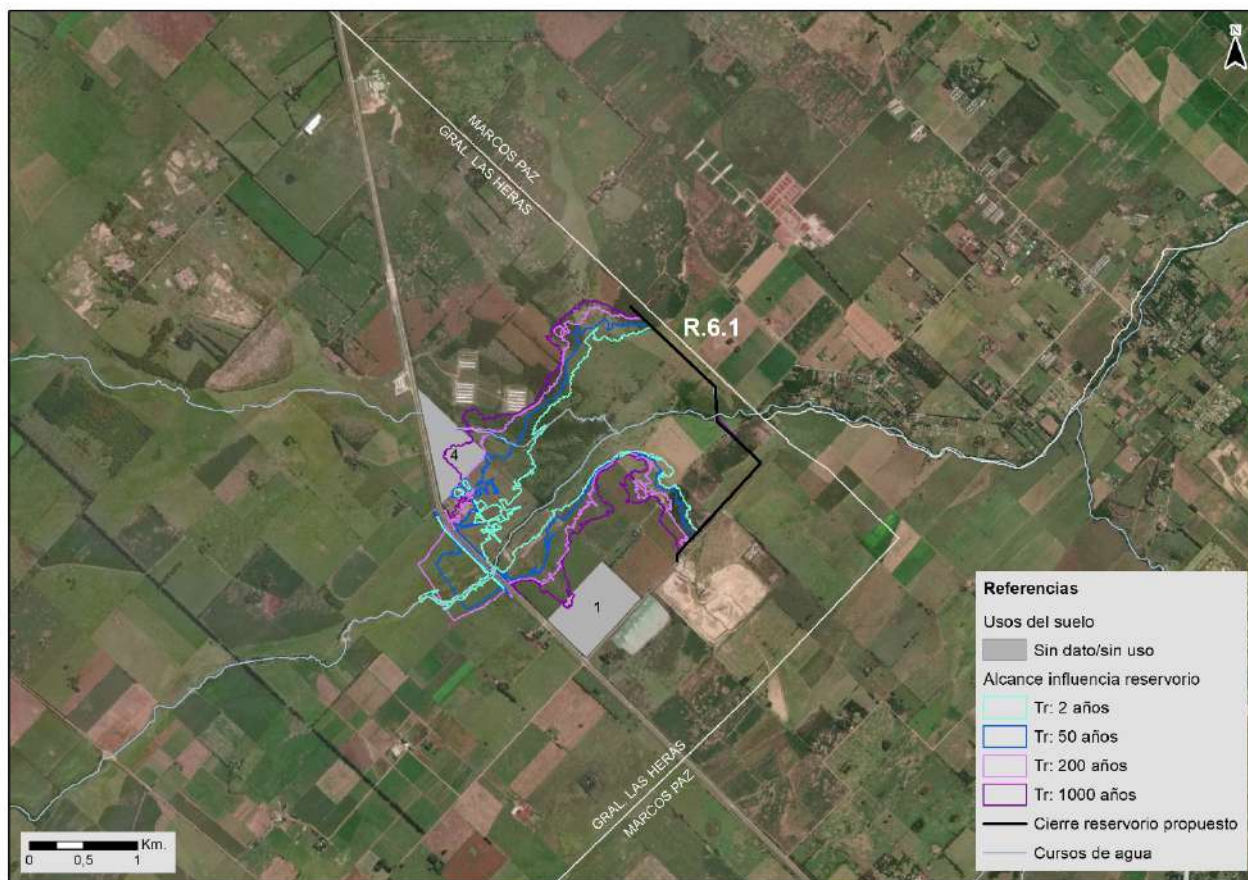 N
MARCOS PAZ
GRAL. LAS HERAS
R.6.1
4
1
GRAL. LAS HERAS
MARCOS PAZ
Referencias
Usos del suelo
Sin dato/sin uso
Alcance influencia reservorio
Tr: 2 años
Tr: 50 años
Tr: 200 años
Tr: 1000 años
Cierre reservorio propuesto
Cursos de agua
Km.
0 0,5 1